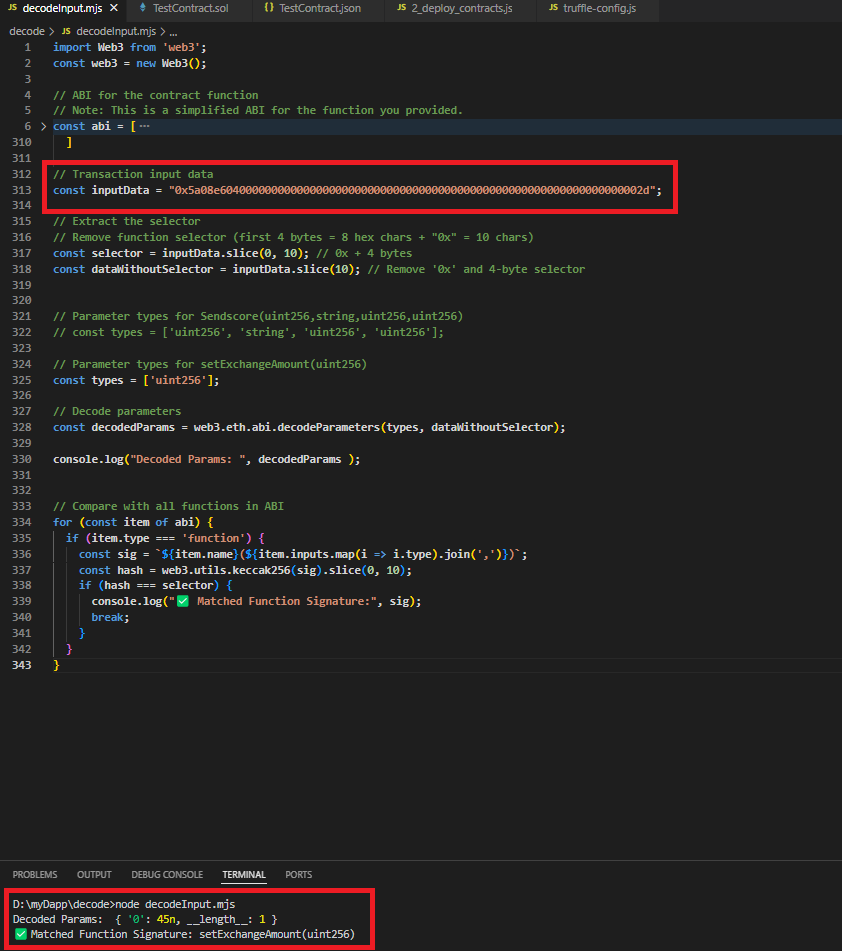 JS decodeInput.mjs × TestContract.sol {} TestContract.json JS 2_deploy_contracts.js JS truffle-config.js
decode > JS decodeInput.mjs > ...
1 import Web3 from 'web3';
2 const web3 = new Web3();
3
4 // ABI for the contract function
5 // Note: This is a simplified ABI for the function you provided.
6 > const abi = [ ···
310 ]
311
312 // Transaction input data
313 const inputData = "0x5a08e604000000000000000000000000000000000000000000000000000000000000002d";
314
315 // Extract the selector
316 // Remove function selector (first 4 bytes = 8 hex chars + "0x" = 10 chars)
317 const selector = inputData.slice(0, 10); // 0x + 4 bytes
318 const dataWithoutSelector = inputData.slice(10); // Remove '0x' and 4-byte selector
319
320
321 // Parameter types for Sendscore(uint256,string,uint256,uint256)
322 // const types = ['uint256', 'string', 'uint256', 'uint256'];
323
324 // Parameter types for setExchangeAmount(uint256)
325 const types = ['uint256'];
326
327 // Decode parameters
328 const decodedParams = web3.eth.abi.decodeParameters(types, dataWithoutSelector);
329
330 console.log("Decoded Params: ", decodedParams );
331
332
333 // Compare with all functions in ABI
334 for (const item of abi) {
335 if (item.type === 'function') {
336 const sig = `${item.name}(${item.inputs.map(i => i.type).join(',')})`;
337 const hash = web3.utils.keccak256(sig).slice(0, 10);
338 if (hash === selector) {
339 console.log("✅ Matched Function Signature:", sig);
340 break;
341 }
342 }
343 }
PROBLEMS OUTPUT DEBUG CONSOLE TERMINAL PORTS
D:\myDapp\decode>node decodeInput.mjs
Decoded Params:  { '0': 45n, __length__: 1 }
✅ Matched Function Signature: setExchangeAmount(uint256)